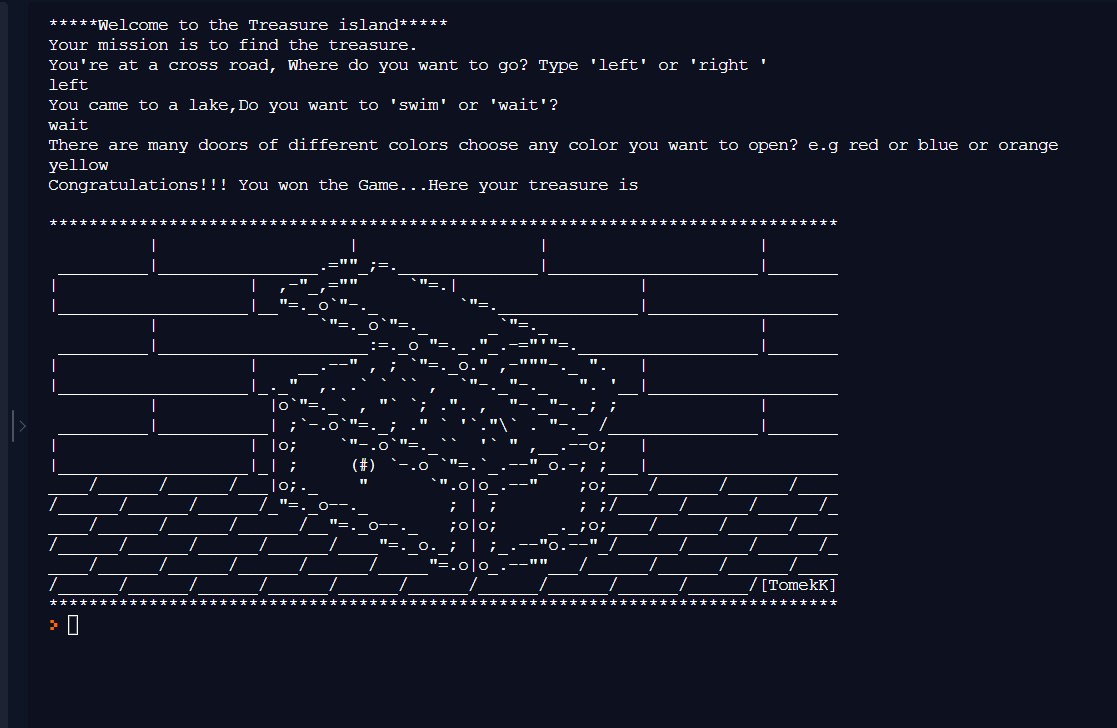 *****Welcome to the Treasure island*****
Your mission is to find the treasure.
You're at a cross road, Where do you want to go? Type 'left' or 'right '
left
You came to a lake,Do you want to 'swim' or 'wait'?
wait
There are many doors of different colors choose any color you want to open? e.g red or blue or orange
yellow
Congratulations!!! You won the Game...Here your treasure is
[TomekK]